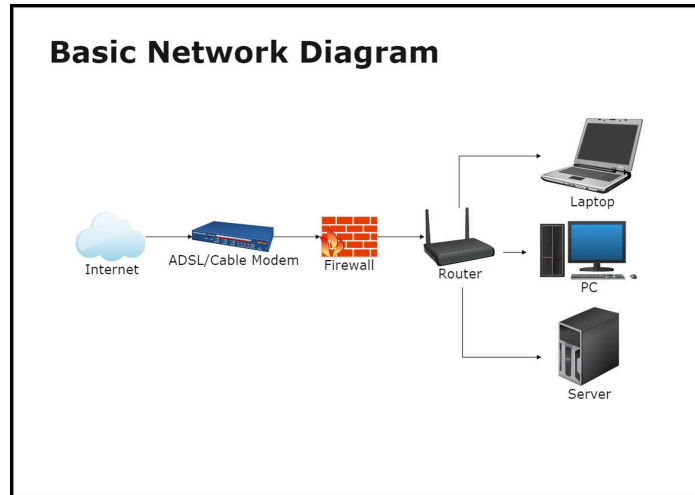 Basic Network Diagram
Laptop
Internet
ADSL/Cable Modem
Firewall
Router
PC
Server